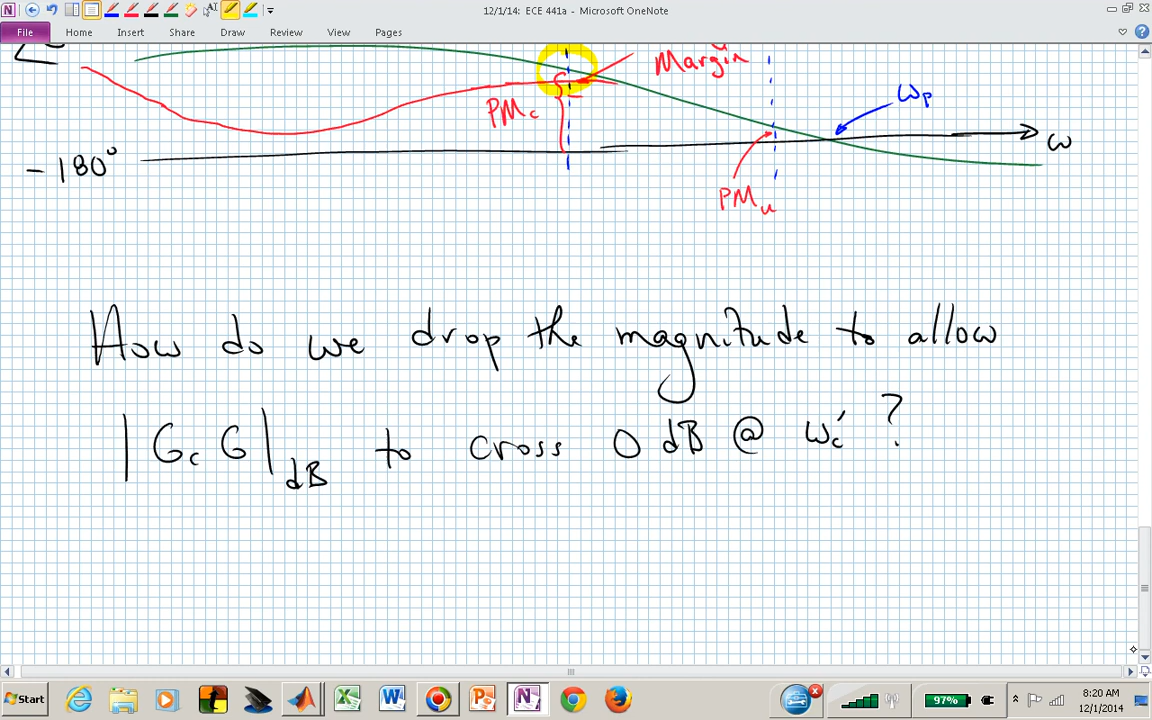 12/1/14: ECE 441a - Microsoft OneNote
File Home Insert Share Draw Review View Pages
Margin
PMc
ωp
ω
-180°
PMu
How do we drop the magnitude to allow
|Gc G|dB to cross 0 dB @ ωc' ?
Start
97%
8:20 AM
12/1/2014